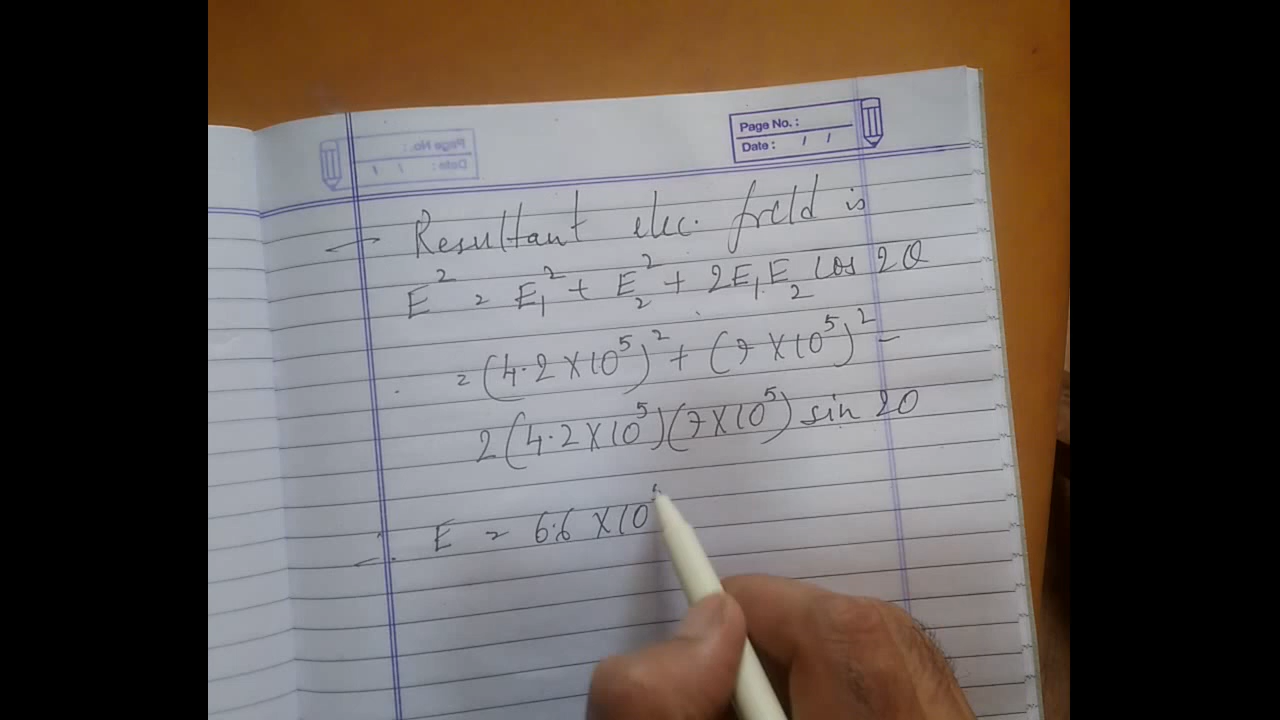 Page No. :
Date : / /
Resultant elec. field is
E² = E₁² + E₂² + 2E₁E₂ cos 2θ
= (4.2 × 10⁵)² + (7 × 10⁵)² −
2(4.2 × 10⁵)(7 × 10⁵) sin 20
∴ E = 6.6 × 10⁵